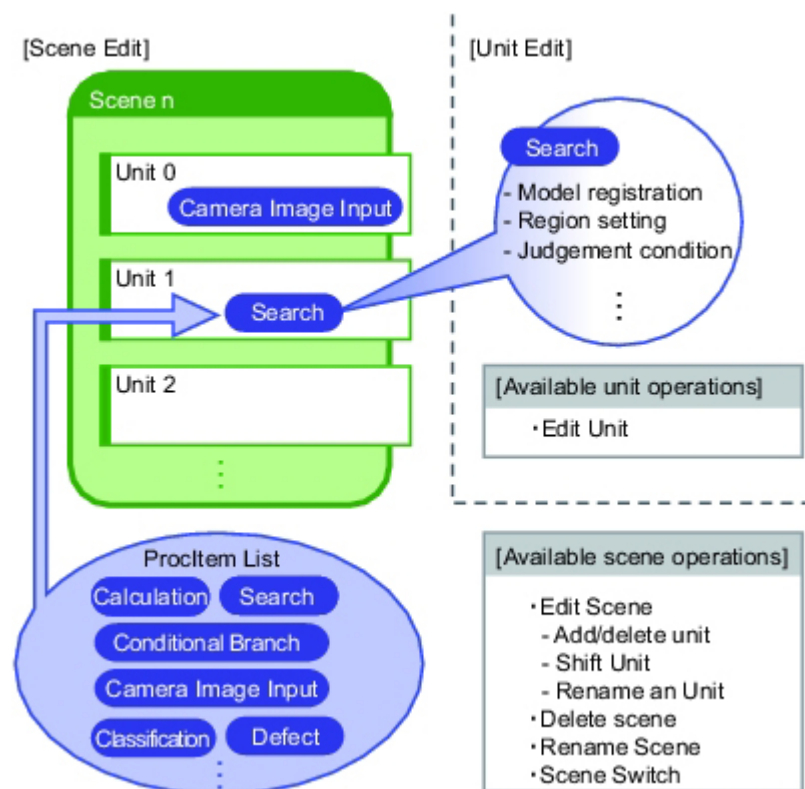 [Scene Edit]
Scene n
Unit 0
Camera Image Input
Unit 1
Search
Unit 2
ProcItem List
Calculation
Search
Conditional Branch
Camera Image Input
Classification
Defect
[Unit Edit]
Search
- Model registration
- Region setting
- Judgement condition
[Available unit operations]
・Edit Unit
[Available scene operations]
・Edit Scene
- Add/delete unit
- Shift Unit
- Rename an Unit
・Delete scene
・Rename Scene
・Scene Switch